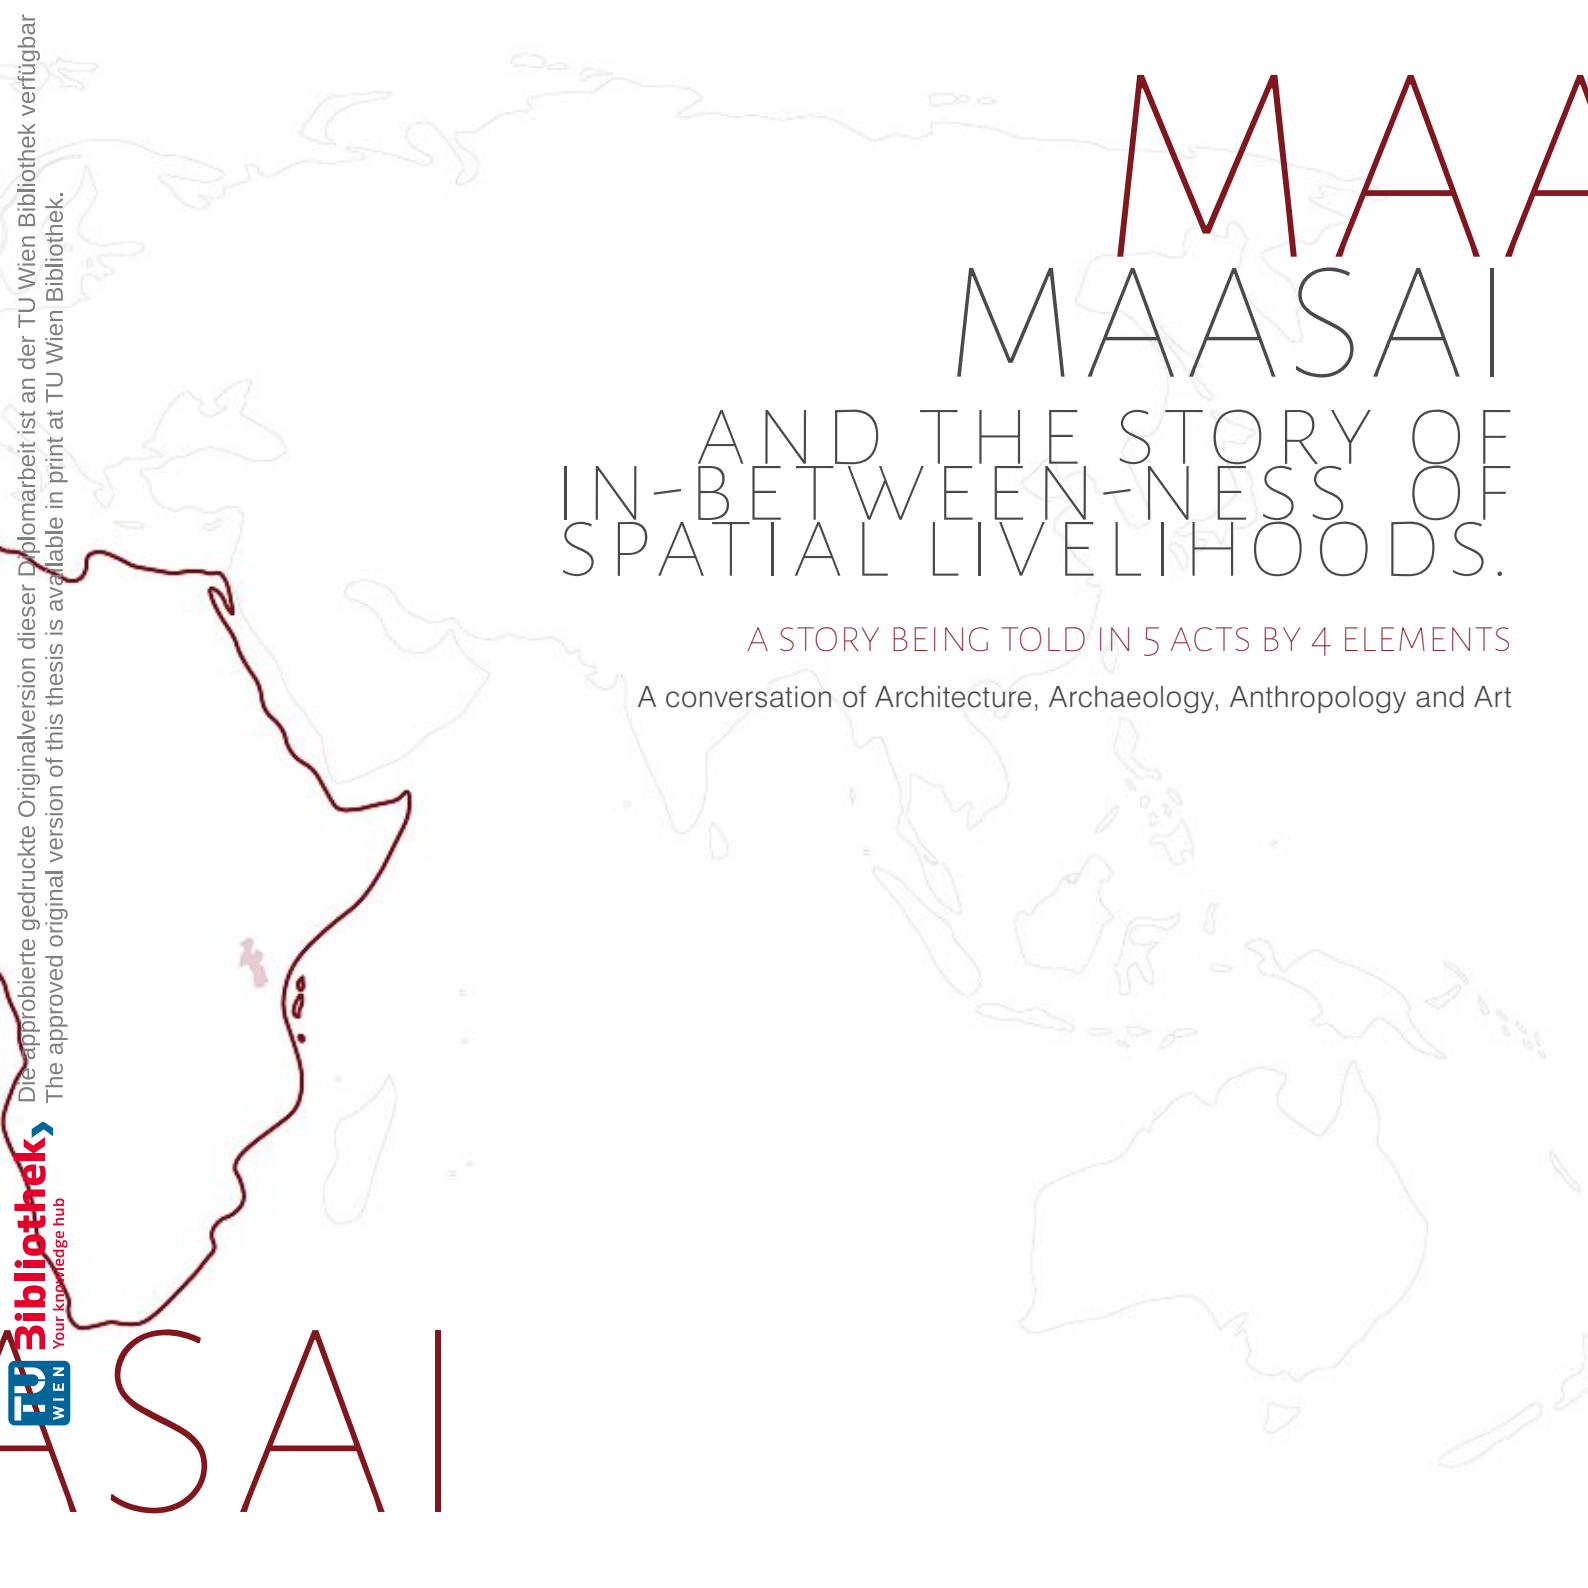 MAA
MAASAI
AND THE STORY OF
IN-BETWEEN-NESS OF
SPATIAL LIVELIHOODS.
A STORY BEING TOLD IN 5 ACTS BY 4 ELEMENTS
A conversation of Architecture, Archaeology, Anthropology and Art
ASAI
Die approbierte gedruckte Originalversion dieser Diplomarbeit ist an der TU Wien Bibliothek verfügbar
The approved original version of this thesis is available in print at TU Wien Bibliothek.
Bibliothek
Your knowledge hub
TU
WIEN